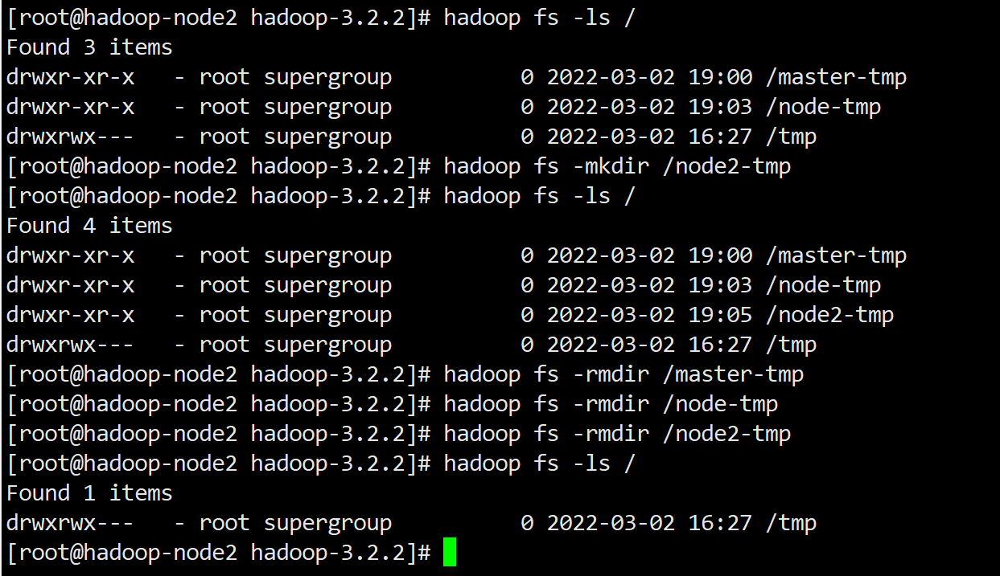 [root@hadoop-node2 hadoop-3.2.2]# hadoop fs -ls /
Found 3 items
drwxr-xr-x   - root supergroup          0 2022-03-02 19:00 /master-tmp
drwxr-xr-x   - root supergroup          0 2022-03-02 19:03 /node-tmp
drwxrwx---   - root supergroup          0 2022-03-02 16:27 /tmp
[root@hadoop-node2 hadoop-3.2.2]# hadoop fs -mkdir /node2-tmp
[root@hadoop-node2 hadoop-3.2.2]# hadoop fs -ls /
Found 4 items
drwxr-xr-x   - root supergroup          0 2022-03-02 19:00 /master-tmp
drwxr-xr-x   - root supergroup          0 2022-03-02 19:03 /node-tmp
drwxr-xr-x   - root supergroup          0 2022-03-02 19:05 /node2-tmp
drwxrwx---   - root supergroup          0 2022-03-02 16:27 /tmp
[root@hadoop-node2 hadoop-3.2.2]# hadoop fs -rmdir /master-tmp
[root@hadoop-node2 hadoop-3.2.2]# hadoop fs -rmdir /node-tmp
[root@hadoop-node2 hadoop-3.2.2]# hadoop fs -rmdir /node2-tmp
[root@hadoop-node2 hadoop-3.2.2]# hadoop fs -ls /
Found 1 items
drwxrwx---   - root supergroup          0 2022-03-02 16:27 /tmp
[root@hadoop-node2 hadoop-3.2.2]#